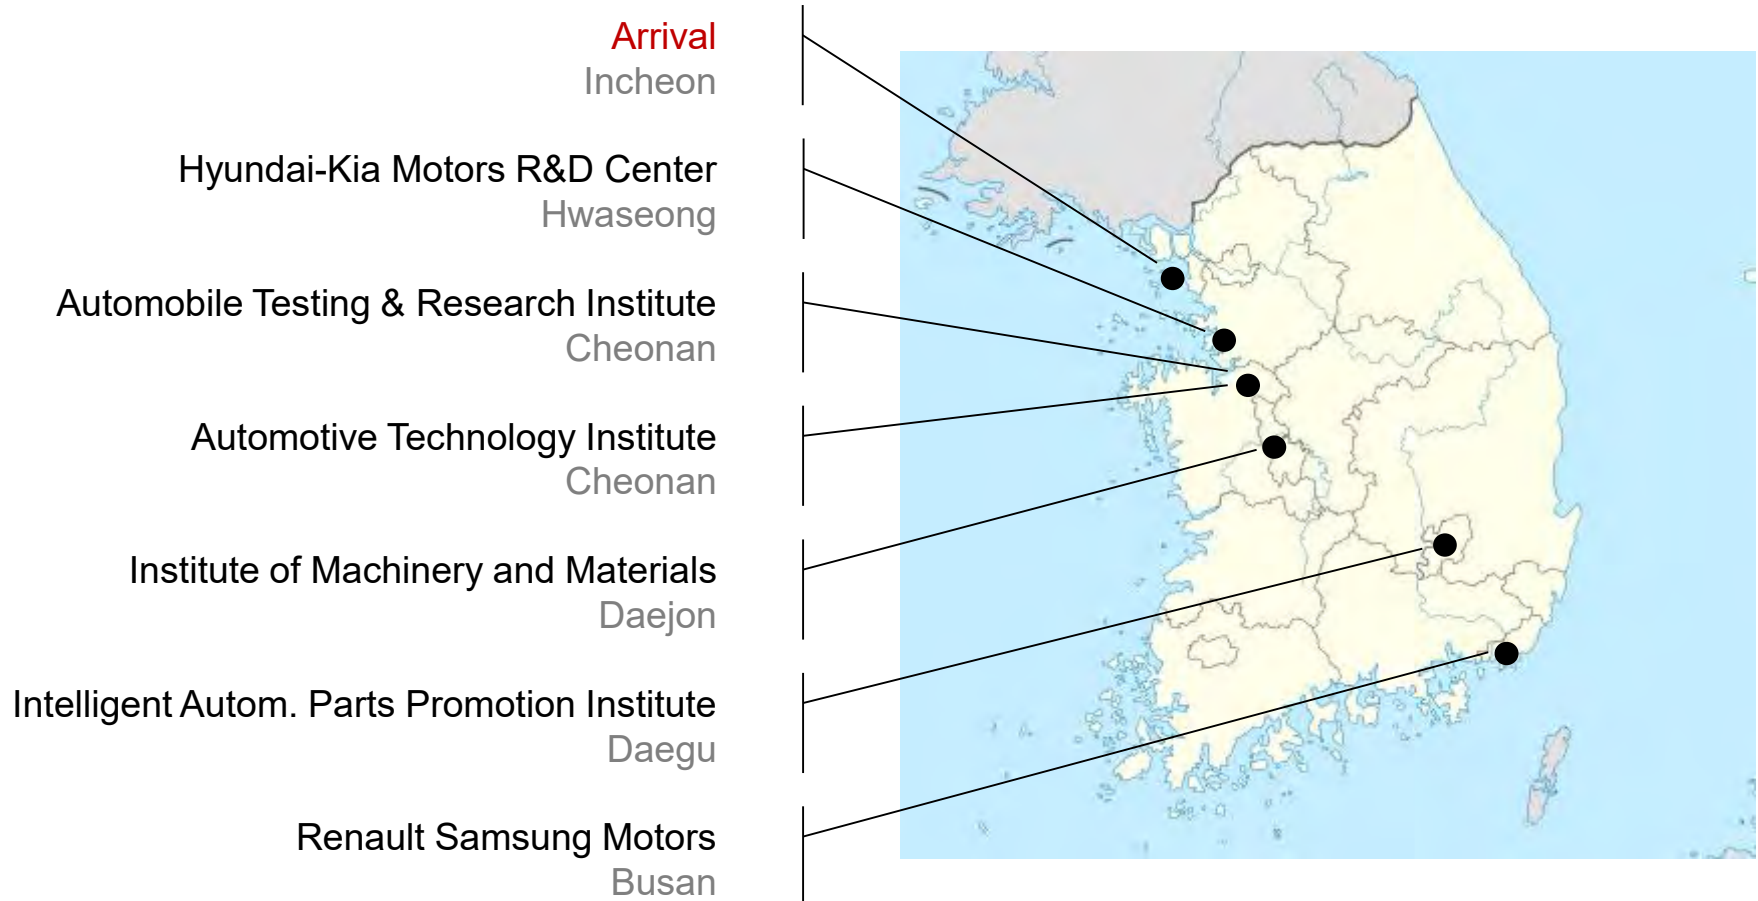 Arrival
Incheon
Hyundai-Kia Motors R&D Center
Hwaseong
Automobile Testing & Research Institute
Cheonan
Automotive Technology Institute
Cheonan
Institute of Machinery and Materials
Daejon
Intelligent Autom. Parts Promotion Institute
Daegu
Renault Samsung Motors
Busan